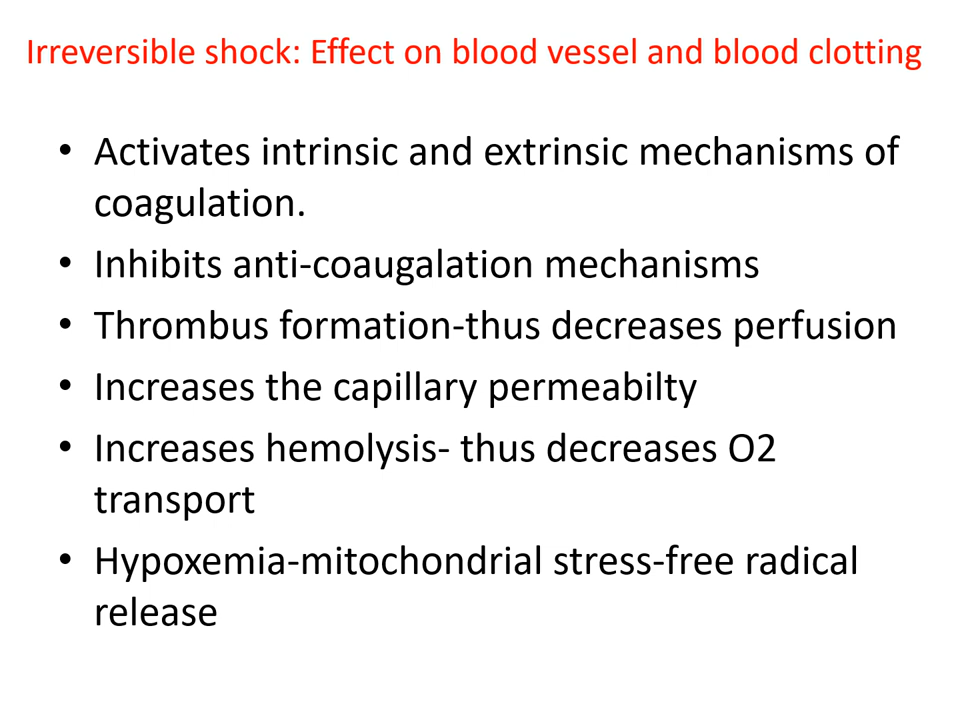 Irreversible shock: Effect on blood vessel and blood clotting
• Activates intrinsic and extrinsic mechanisms of
coagulation.
• Inhibits anti-coaugalation mechanisms
• Thrombus formation-thus decreases perfusion
• Increases the capillary permeabilty
• Increases hemolysis- thus decreases O2
transport
• Hypoxemia-mitochondrial stress-free radical
release